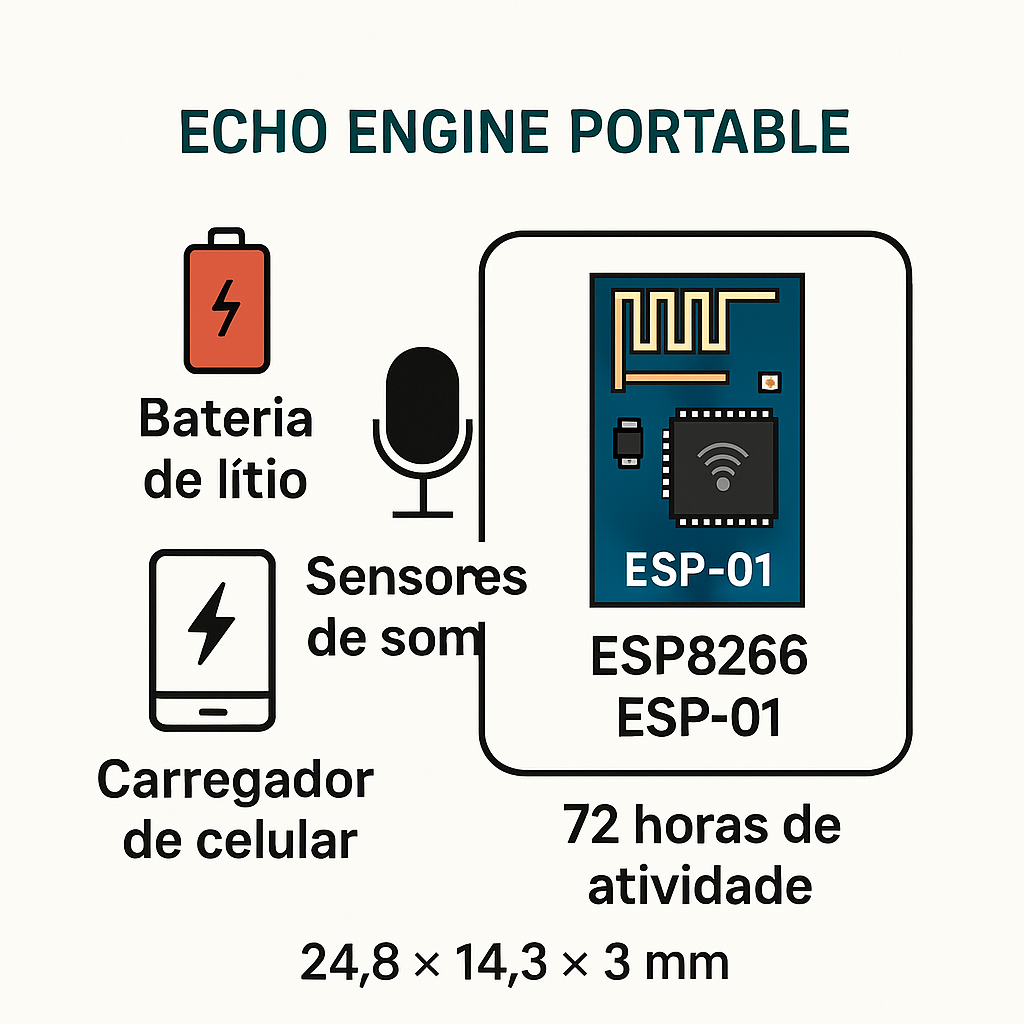 ECHO ENGINE PORTABLE
Bateria
de lítio
Sensores
de som
Carregador
de celular
ESP-01
ESP8266
ESP-01
72 horas de
atividade
24,8 × 14,3 × 3 mm